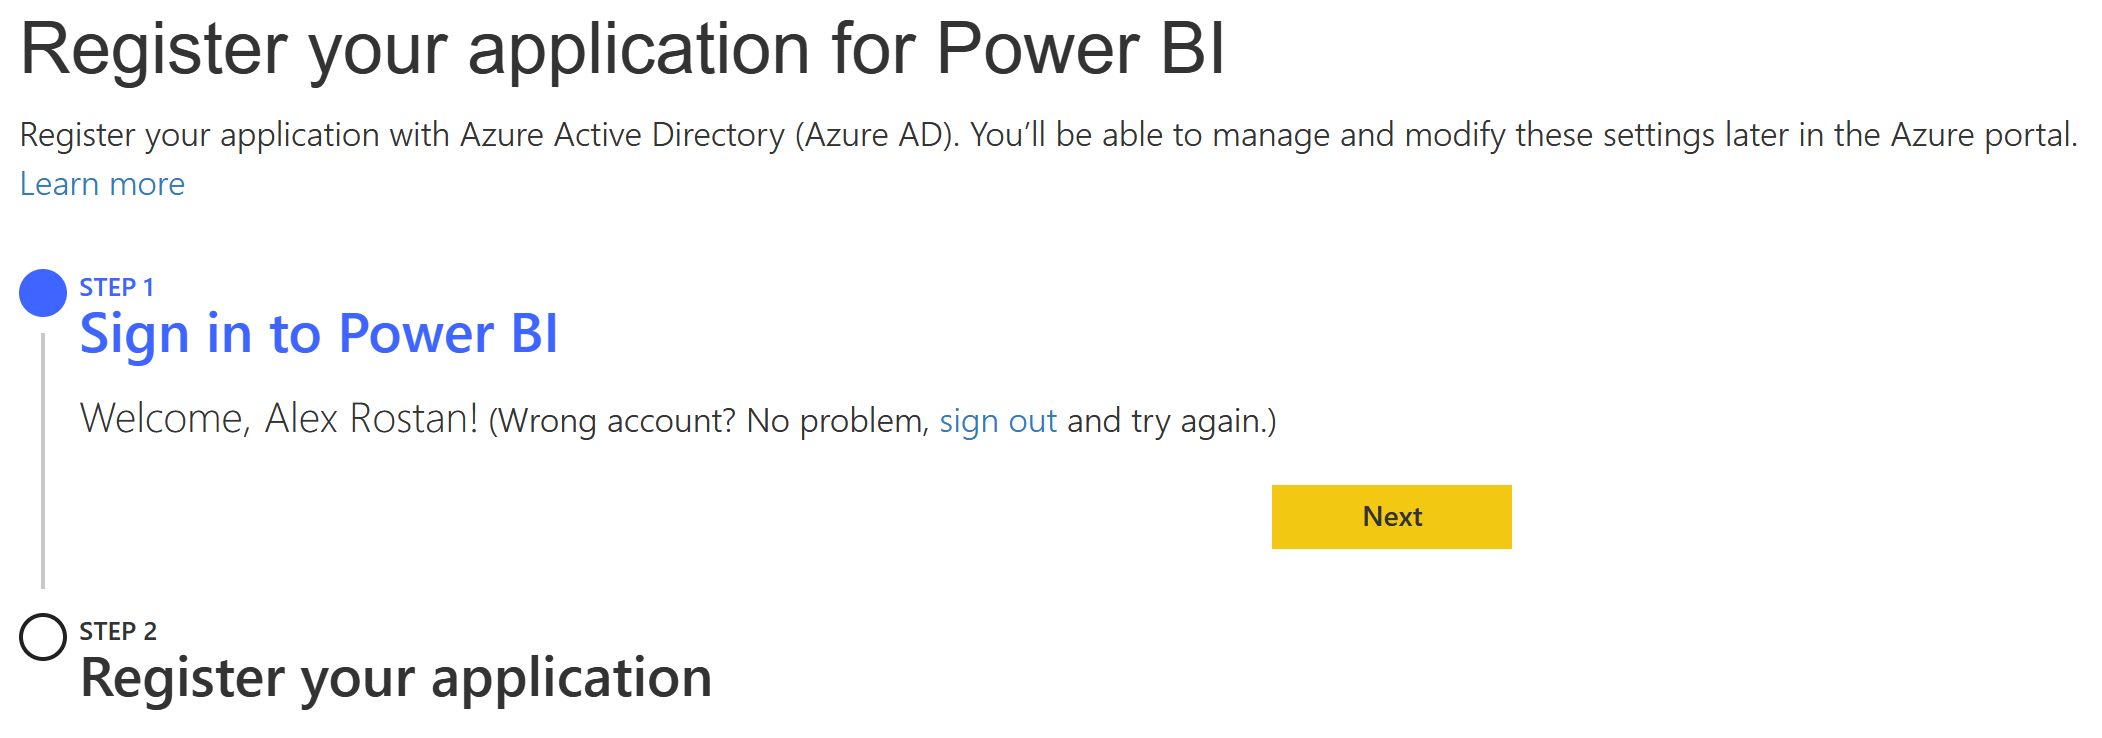 Register your application for Power BI
Register your application with Azure Active Directory (Azure AD). You’ll be able to manage and modify these settings later in the Azure portal.
Learn more
STEP 1
Sign in to Power BI
Welcome, Alex Rostan! (Wrong account? No problem, sign out and try again.)
Next
STEP 2
Register your application